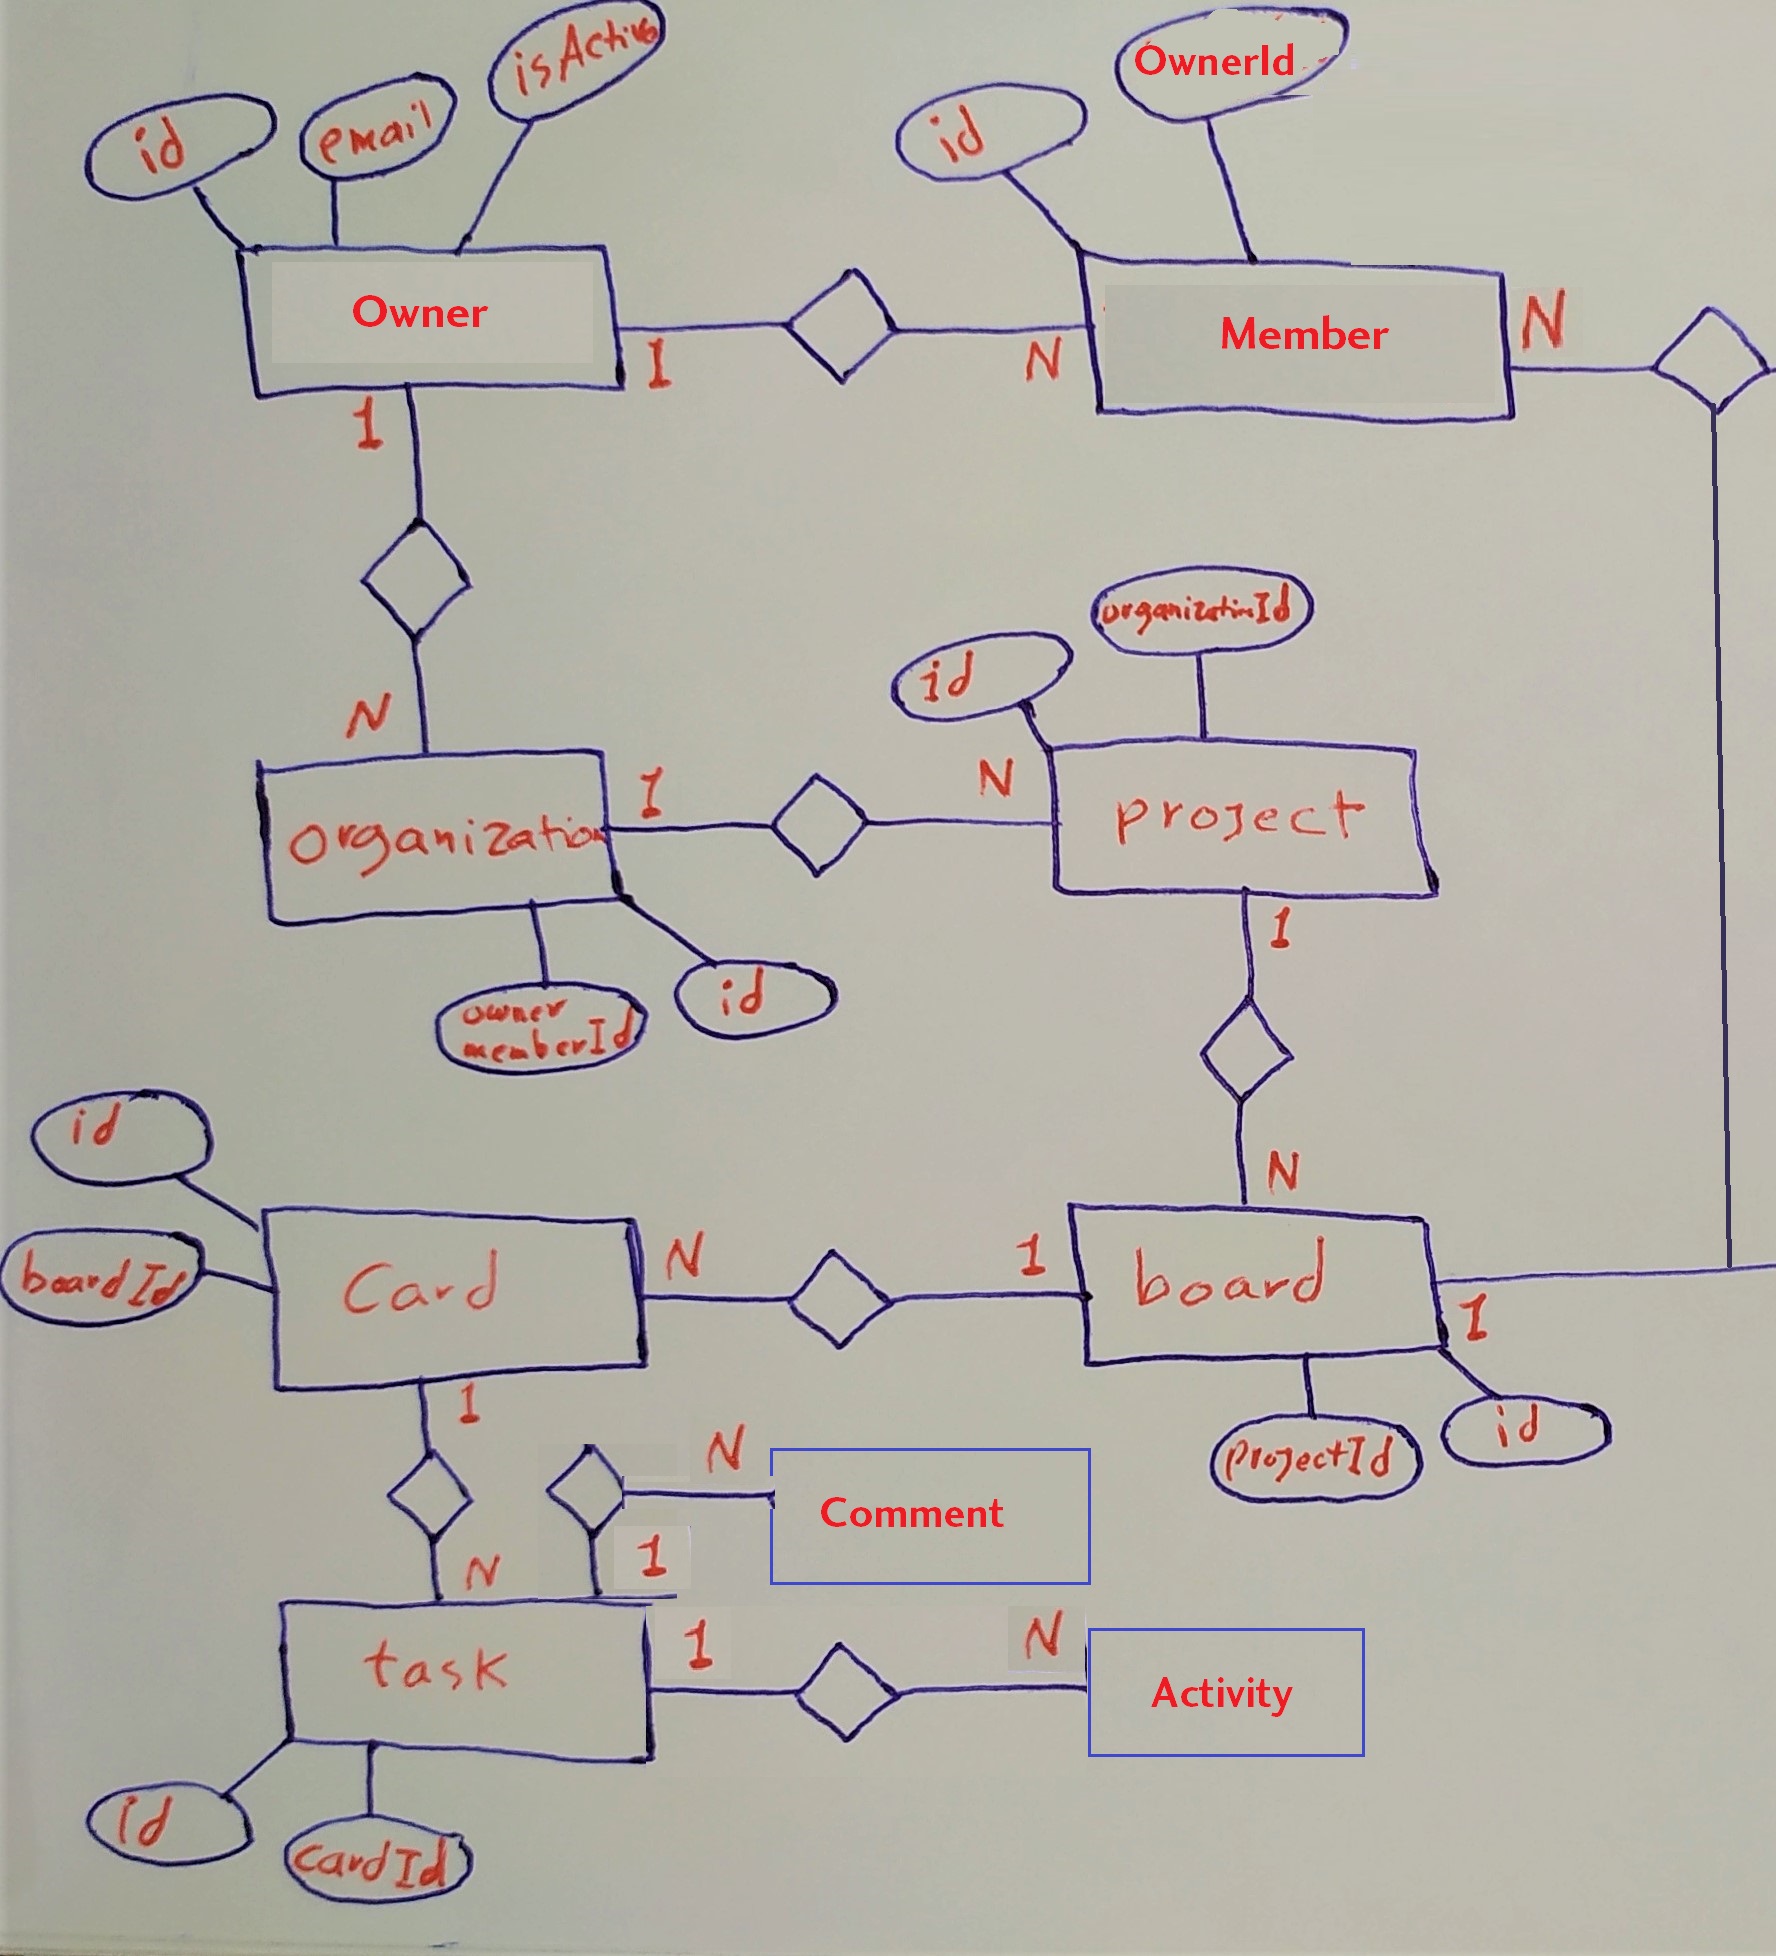 isActive
OwnerId
id
email
id
Owner
Member
N
1
N
1
organizationId
id
N
1
N
project
organization
1
id
owner
memberId
id
N
boardId
N
1
Card
board
1
1
id
projectId
N
Comment
1
N
1
N
task
Activity
id
cardId